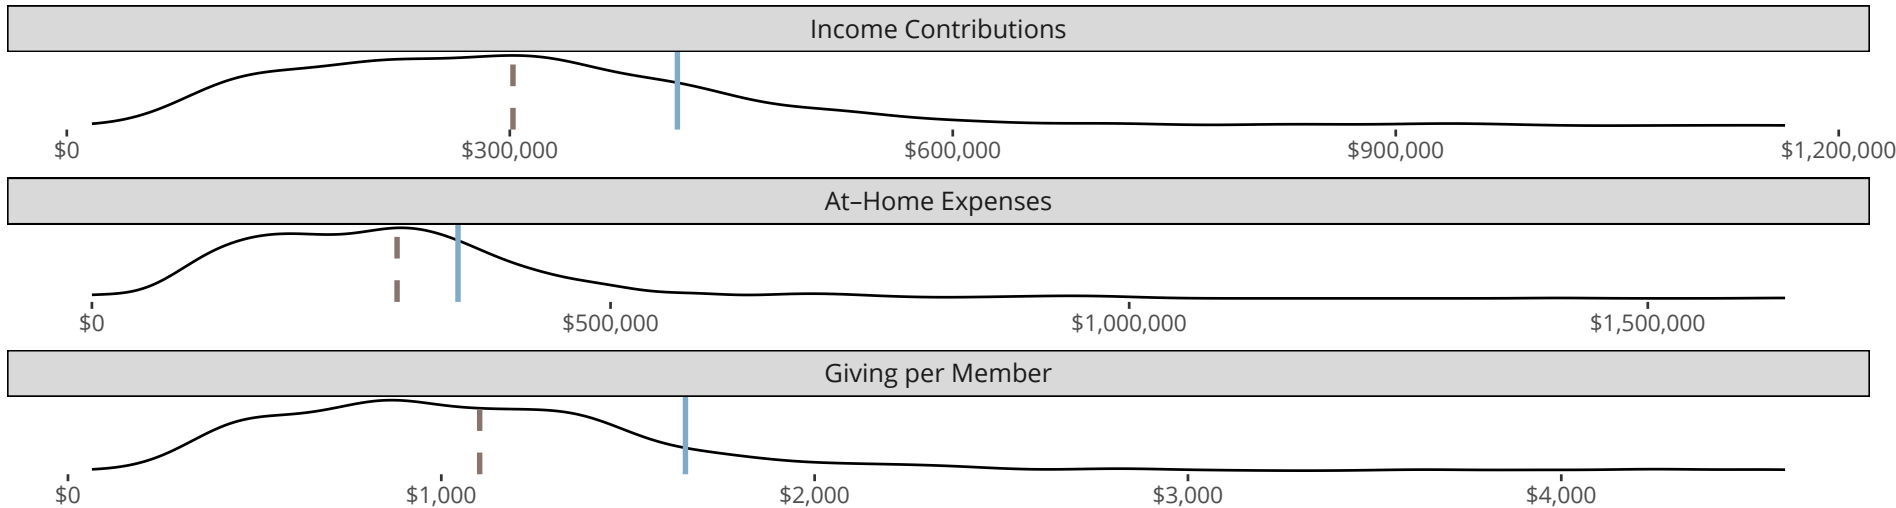 Income Contributions
$0 $300,000 $600,000 $900,000 $1,200,000
At–Home Expenses
$0 $500,000 $1,000,000 $1,500,000
Giving per Member
$0 $1,000 $2,000 $3,000 $4,000